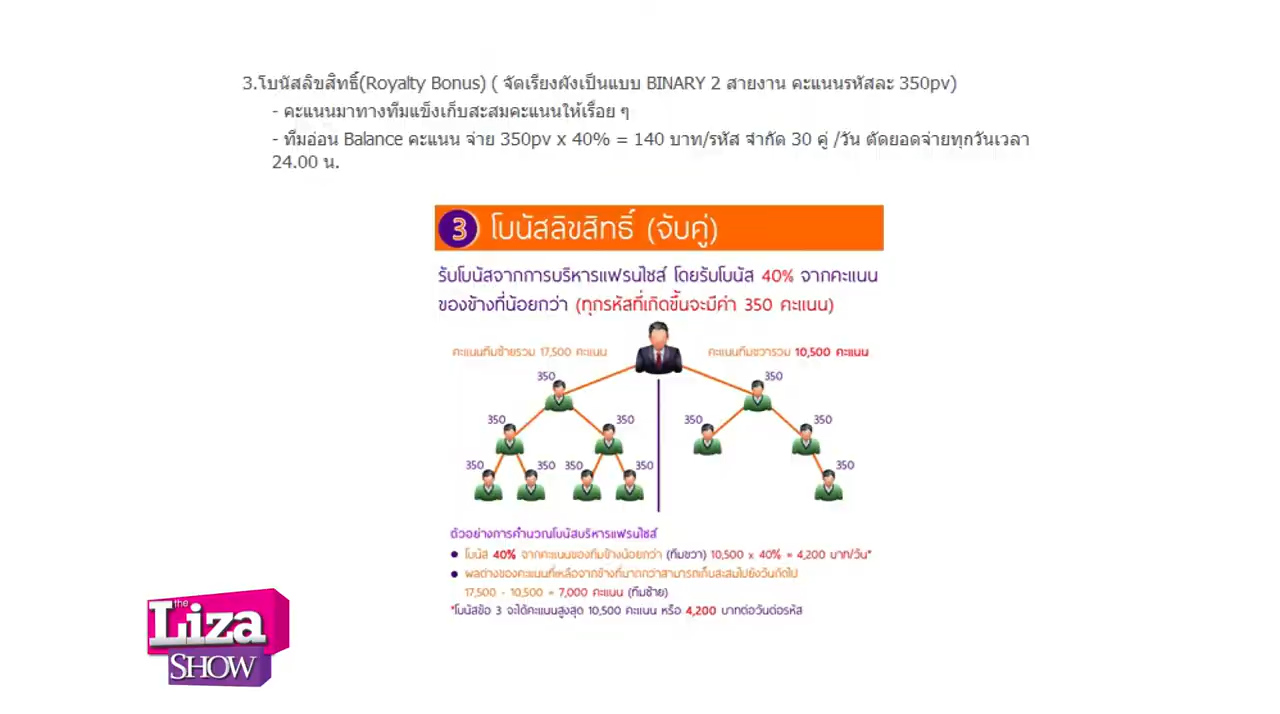 3.โบนัสลิขสิทธิ์(Royalty Bonus) ( จัดเรียงผังเป็นแบบ BINARY 2 สายงาน คะแนนรหัสละ 350pv)
- คะแนนมาทางทีมแข็งเก็บสะสมคะแนนให้เรื่อย ๆ
- ทีมอ่อน Balance คะแนน จ่าย 350pv x 40% = 140 บาท/รหัส จำกัด 30 คู่ /วัน ตัดยอดจ่ายทุกวันเวลา
24.00 น.
3 โบนัสลิขสิทธิ์ (จับคู่)
รับโบนัสจากการบริหารแฟรนไชส์ โดยรับโบนัส 40% จากคะแนน
ของข้างที่น้อยกว่า (ทุกรหัสที่เกิดขึ้นจะมีค่า 350 คะแนน)
คะแนนทีมซ้ายรวม 17,500 คะแนน
คะแนนทีมขวารวม 10,500 คะแนน
350 350
350 350 350 350
350 350 350 350 350
ตัวอย่างการคำนวณโบนัสบริหารแฟรนไชส์
● โบนัส 40% จากคะแนนของทีมข้างน้อยกว่า (ทีมขวา) 10,500 x 40% = 4,200 บาท/วัน*
● ผลต่างของคะแนนที่เหลือจากข้างที่มากกว่าสามารถเก็บสะสมไปยังวันถัดไป
17,500 - 10,500 = 7,000 คะแนน (ทีมซ้าย)
*โบนัสข้อ 3 จะได้คะแนนสูงสุด 10,500 คะแนน หรือ 4,200 บาทต่อวันต่อรหัส
the
Liza
SHOW